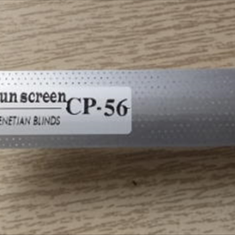 un screen CP-56
ENETIAN BLINDS